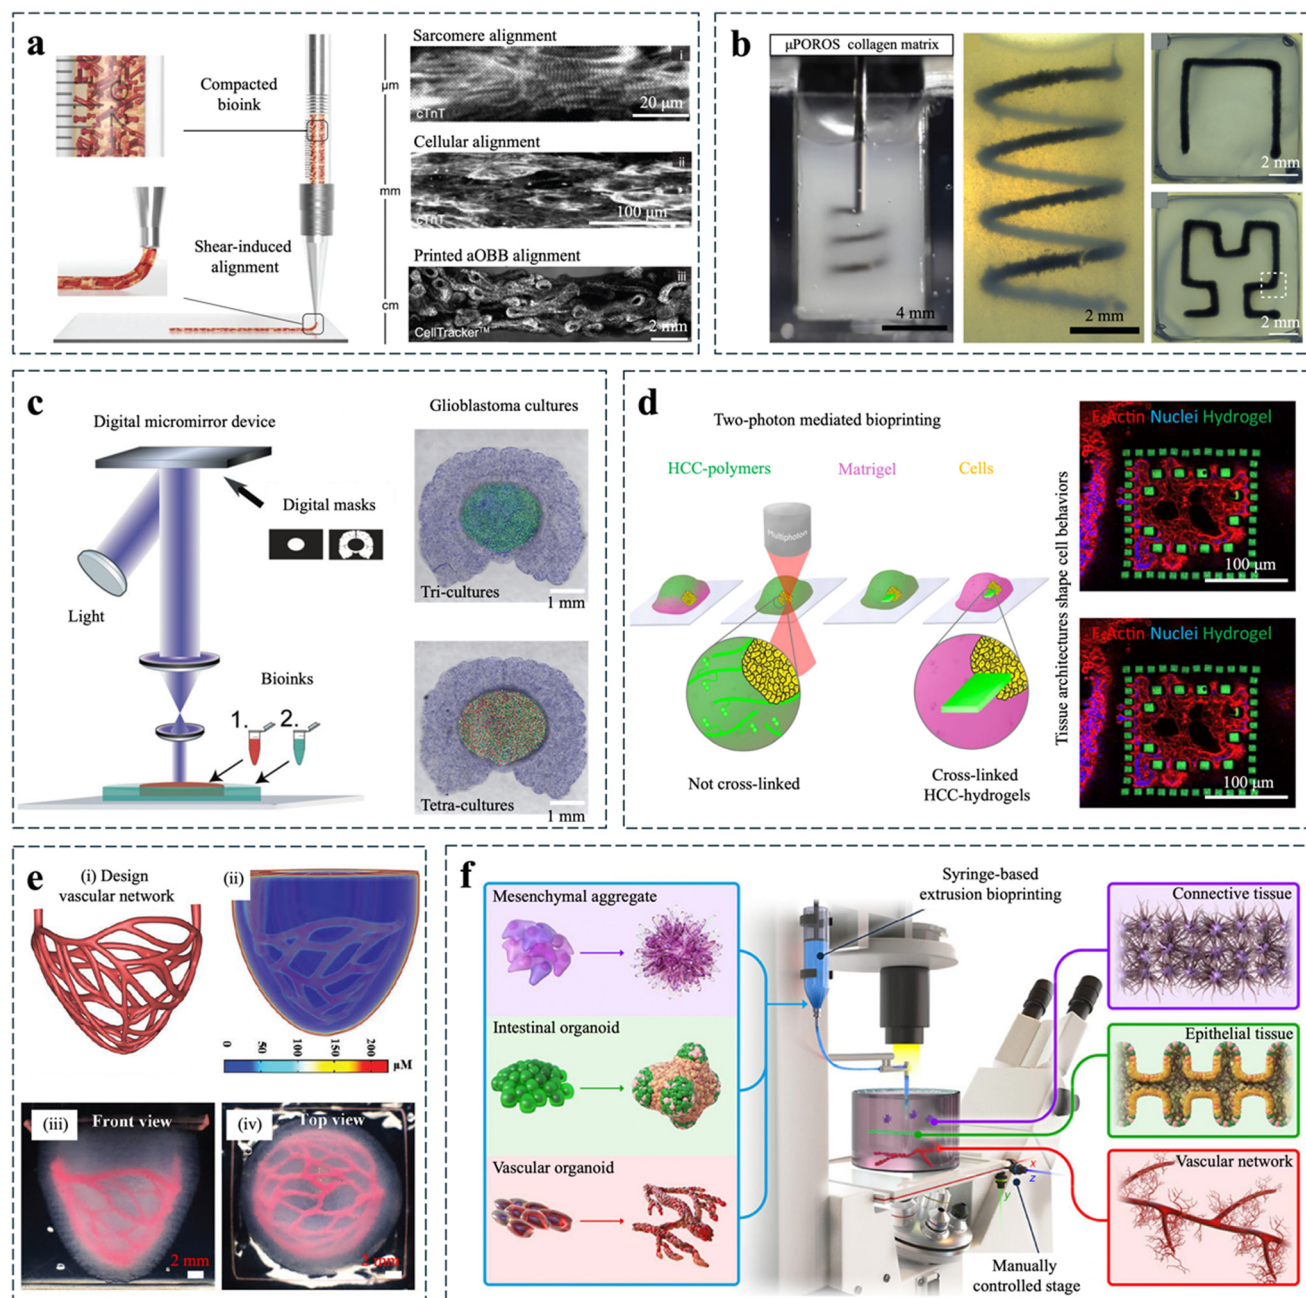 a
Compacted
bioink
Shear-induced
alignment
μm
mm
cm
Sarcomere alignment
i
cTnT
20 μm
Cellular alignment
ii
cTnT
100 μm
Printed aOBB alignment
iii
CellTracker™
2 mm
b
μPOROS collagen matrix
4 mm
2 mm
2 mm
2 mm
c
Digital micromirror device
Digital masks
Light
Bioinks
1.
2.
Glioblastoma cultures
Tri-cultures
1 mm
Tetra-cultures
1 mm
d
Two-photon mediated bioprinting
HCC-polymers
Matrigel
Cells
Multiphoton
Not cross-linked
Cross-linked
HCC-hydrogels
Tissue architectures shape cell behaviors
F-Actin Nuclei Hydrogel
100 μm
F-Actin Nuclei Hydrogel
100 μm
e
(i) Design
vascular network
(ii)
0
50
100
150
200
μM
(iii)
Front view
2 mm
(iv)
Top view
2 mm
f
Mesenchymal aggregate
Intestinal organoid
Vascular organoid
Syringe-based
extrusion bioprinting
x
z
y
Manually
controlled stage
Connective tissue
Epithelial tissue
Vascular network